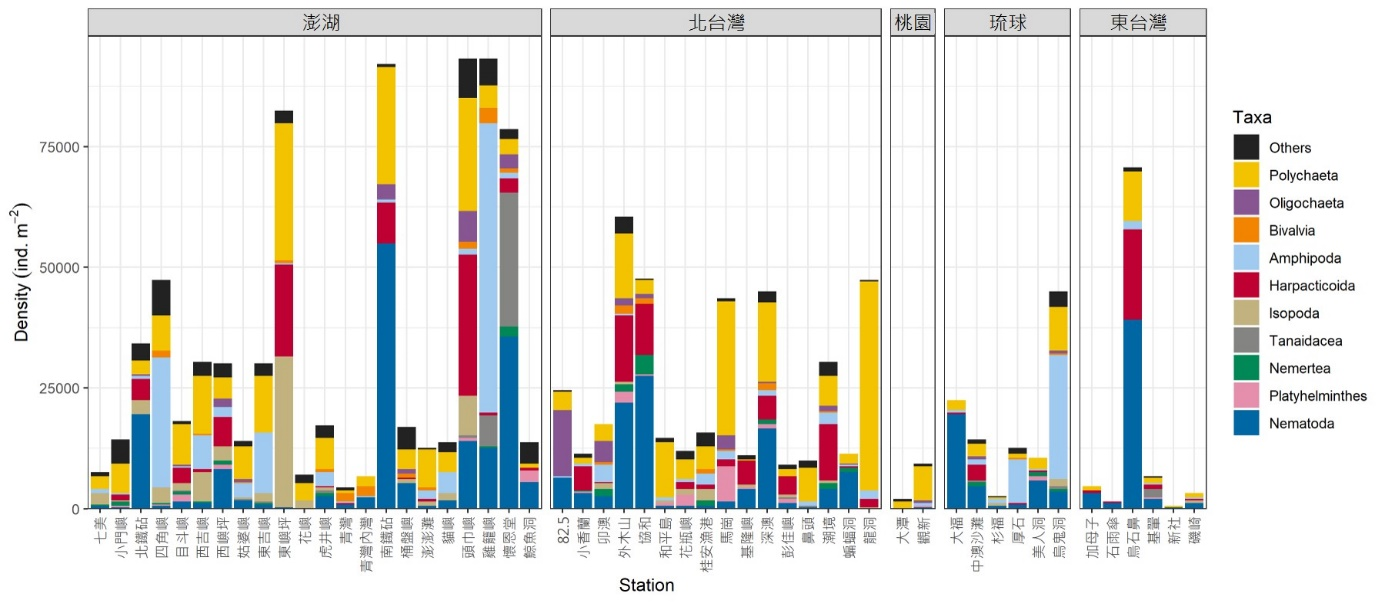 澎湖
北台灣
桃園
琉球
東台灣
Density (ind. m⁻²)
75000
50000
25000
0
七美
小門嶼
北鐵砧
四角嶼
目斗嶼
西吉嶼
西嶼坪
姑婆嶼
東吉嶼
東嶼坪
花嶼
虎井嶼
青灣
青灣內灣
南鐵砧
桶盤嶼
澎澎灘
貓嶼
頭巾嶼
雞籠嶼
懷恩堂
鯨魚洞
82.5
小香蘭
卯澳
外木山
協和
和平島
花瓶嶼
桂安漁港
馬崗
基隆嶼
深澳
彭佳嶼
鼻頭
潮境
蝙蝠洞
龍洞
大潭
觀新
大福
中澳沙灘
杉福
厚石
美人洞
烏鬼洞
加母子
石雨傘
烏石鼻
基翬
新社
磯崎
Station
Taxa
Others
Polychaeta
Oligochaeta
Bivalvia
Amphipoda
Harpacticoida
Isopoda
Tanaidacea
Nemertea
Platyhelminthes
Nematoda